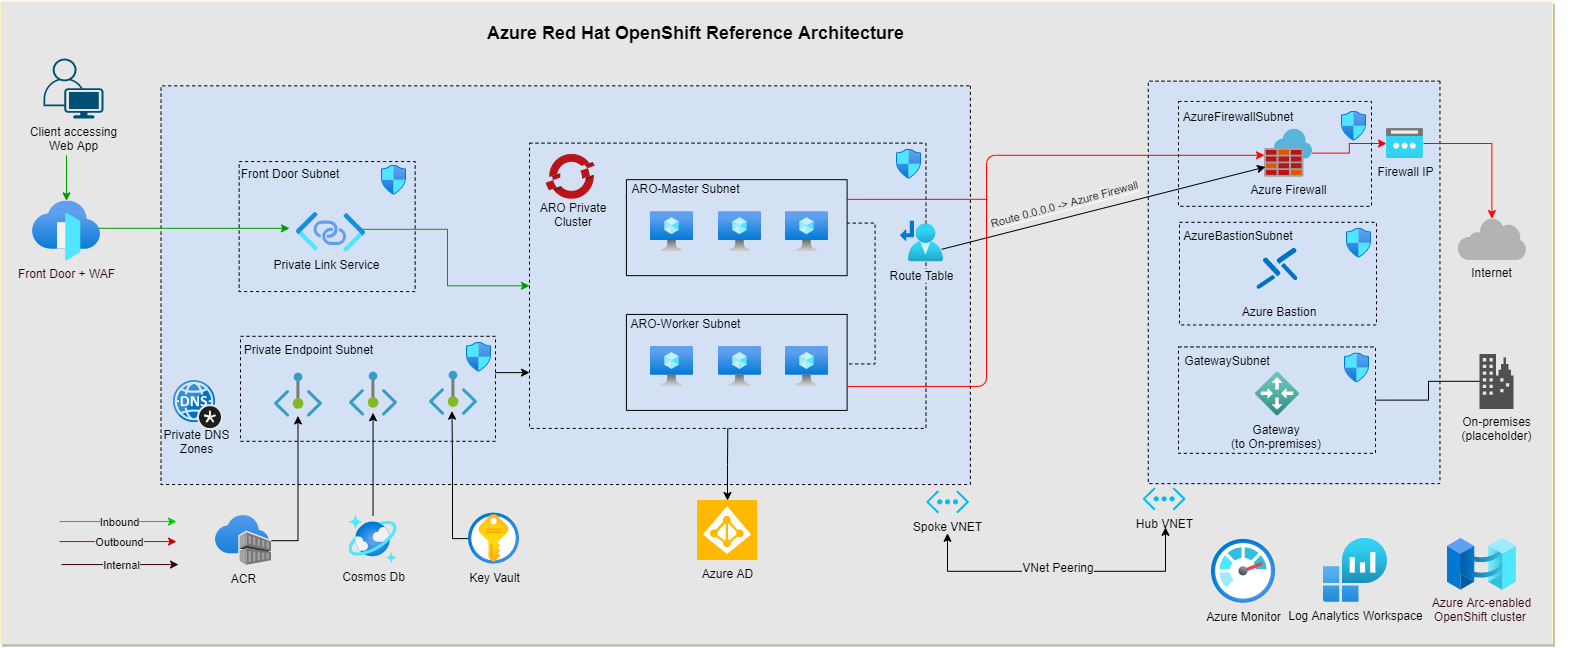 Azure Red Hat OpenShift Reference Architecture
Client accessing
Web App
Front Door + WAF
Front Door Subnet
Private Link Service
ARO Private
Cluster
ARO-Master Subnet
ARO-Worker Subnet
Route Table
Route 0.0.0.0 -> Azure Firewall
Private Endpoint Subnet
DNS
Private DNS
Zones
AzureFirewallSubnet
Azure Firewall
Firewall IP
Internet
AzureBastionSubnet
Azure Bastion
GatewaySubnet
Gateway
(to On-premises)
On-premises
(placeholder)
Inbound
Outbound
Internal
ACR
Cosmos Db
Key Vault
Azure AD
Spoke VNET
Hub VNET
VNet Peering
Azure Monitor
Log Analytics Workspace
Azure Arc-enabled
OpenShift cluster